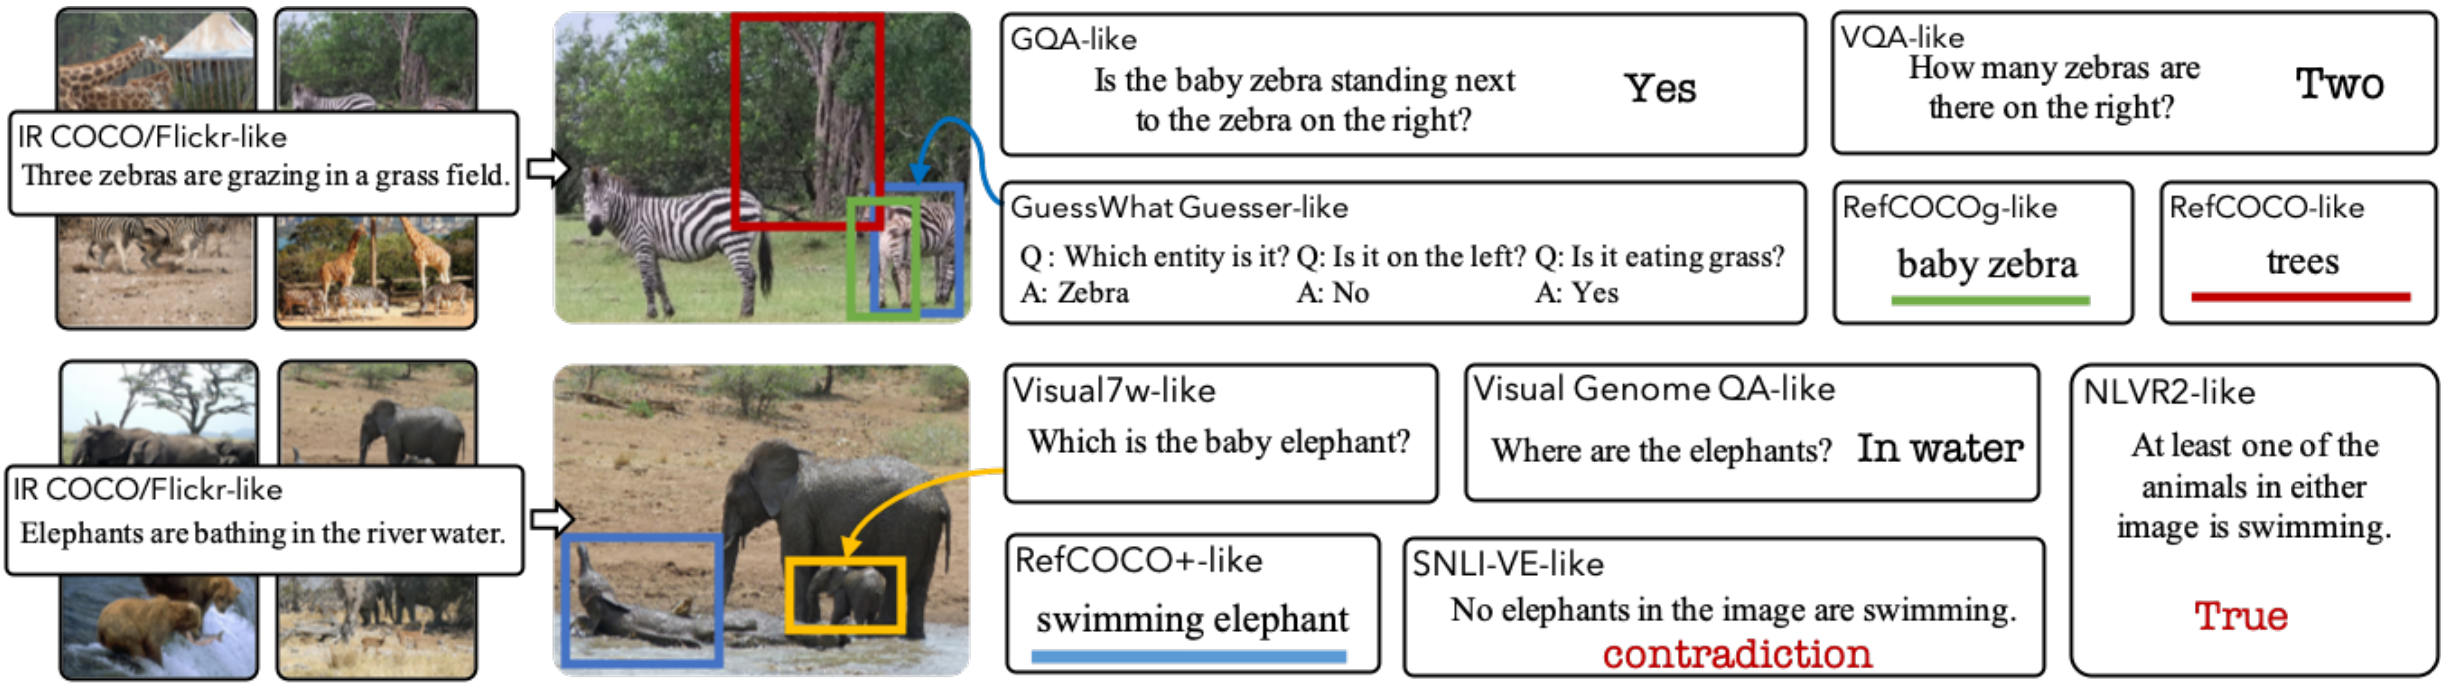 IR COCO/Flickr-like
Three zebras are grazing in a grass field.
GQA-like
Is the baby zebra standing next
to the zebra on the right?
Yes
VQA-like
How many zebras are
there on the right?
Two
GuessWhat Guesser-like
Q : Which entity is it? Q: Is it on the left? Q: Is it eating grass?
A: Zebra A: No A: Yes
RefCOCOg-like
baby zebra
RefCOCO-like
trees
IR COCO/Flickr-like
Elephants are bathing in the river water.
Visual7w-like
Which is the baby elephant?
Visual Genome QA-like
Where are the elephants? In water
NLVR2-like
At least one of the
animals in either
image is swimming.
True
RefCOCO+-like
swimming elephant
SNLI-VE-like
No elephants in the image are swimming.
contradiction